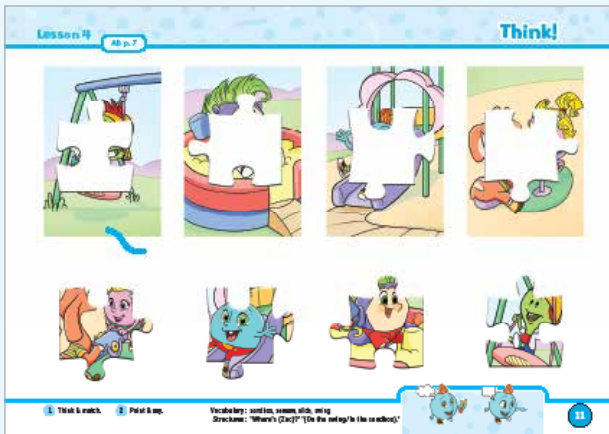 Lesson 4
AB p. 7
Think!
1 Think & match. 2 Point & say.
Vocabulary: sandbox, seesaw, slide, swing
Structures: "Where's (Zac)?" "(On the swing/In the sandbox)."
11